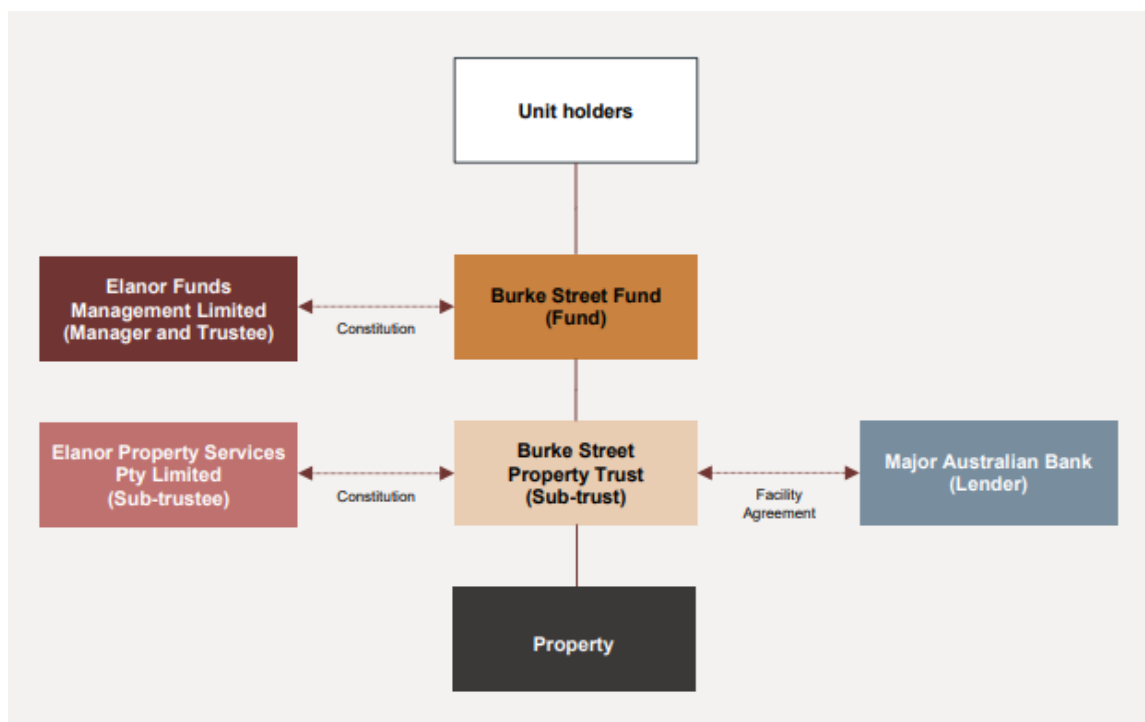 Unit holders
Elanor Funds
Management Limited
(Manager and Trustee)
Constitution
Burke Street Fund
(Fund)
Elanor Property Services
Pty Limited
(Sub-trustee)
Constitution
Burke Street
Property Trust
(Sub-trust)
Facility
Agreement
Major Australian Bank
(Lender)
Property